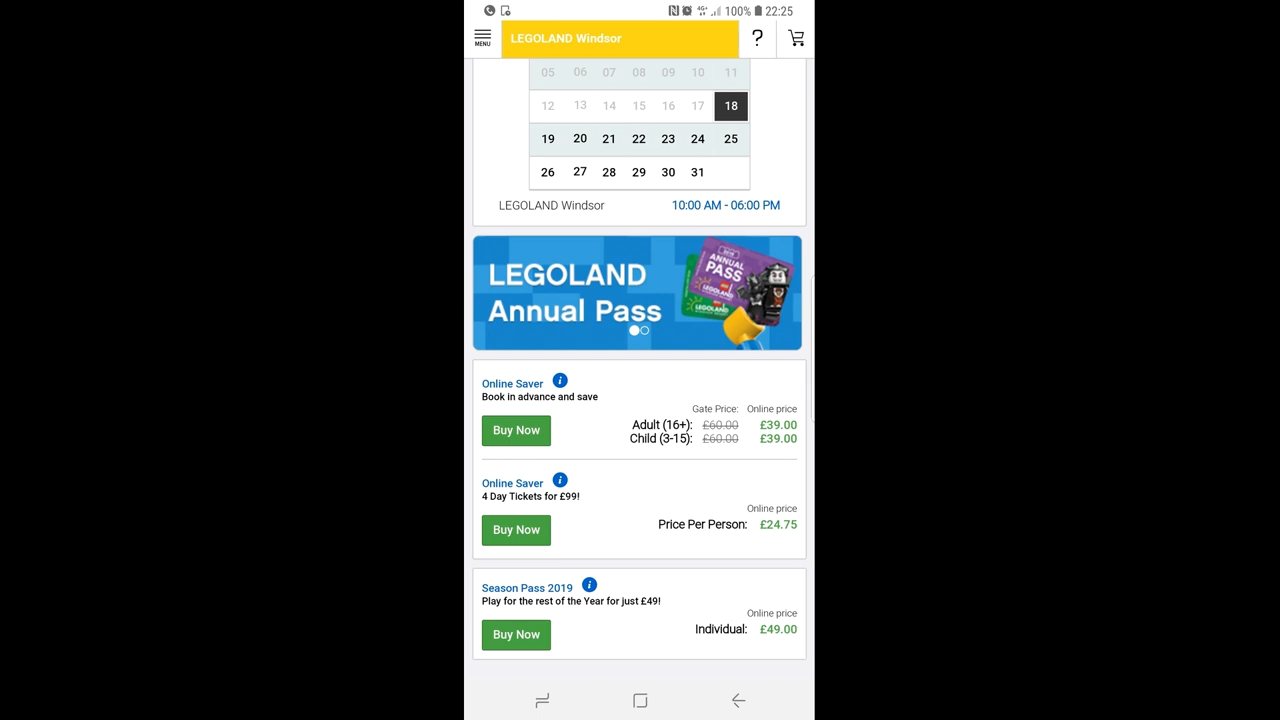 4G+ 100% 22:25
MENU
LEGOLAND Windsor
?
05 06 07 08 09 10 11
12 13 14 15 16 17 18
19 20 21 22 23 24 25
26 27 28 29 30 31
LEGOLAND Windsor 10:00 AM - 06:00 PM
LEGOLAND
Annual Pass
ANNUAL
PASS
LEGOLAND
LEGOLAND
Online Saver i
Book in advance and save
Gate Price: Online price
Adult (16+): £60.00 £39.00
Child (3-15): £60.00 £39.00
Buy Now
Online Saver i
4 Day Tickets for £99!
Online price
Price Per Person: £24.75
Buy Now
Season Pass 2019 i
Play for the rest of the Year for just £49!
Online price
Individual: £49.00
Buy Now